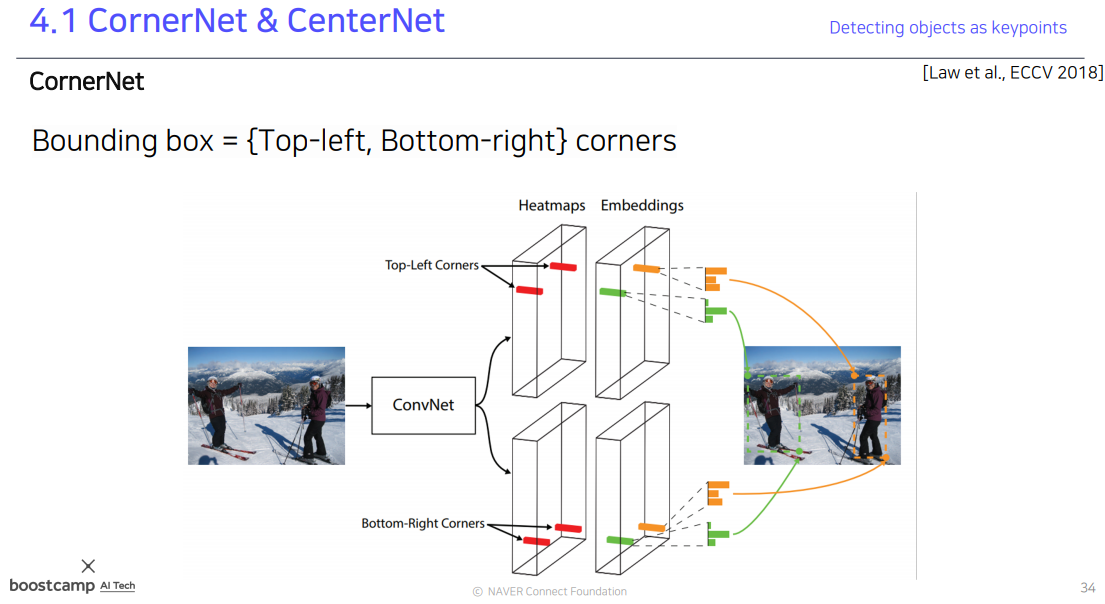 4.1 CornerNet & CenterNet
Detecting objects as keypoints
[Law et al., ECCV 2018]
CornerNet
Bounding box = {Top-left, Bottom-right} corners
Heatmaps
Embeddings
Top-Left Corners
ConvNet
Bottom-Right Corners
boostcamp AI Tech
© NAVER Connect Foundation
34